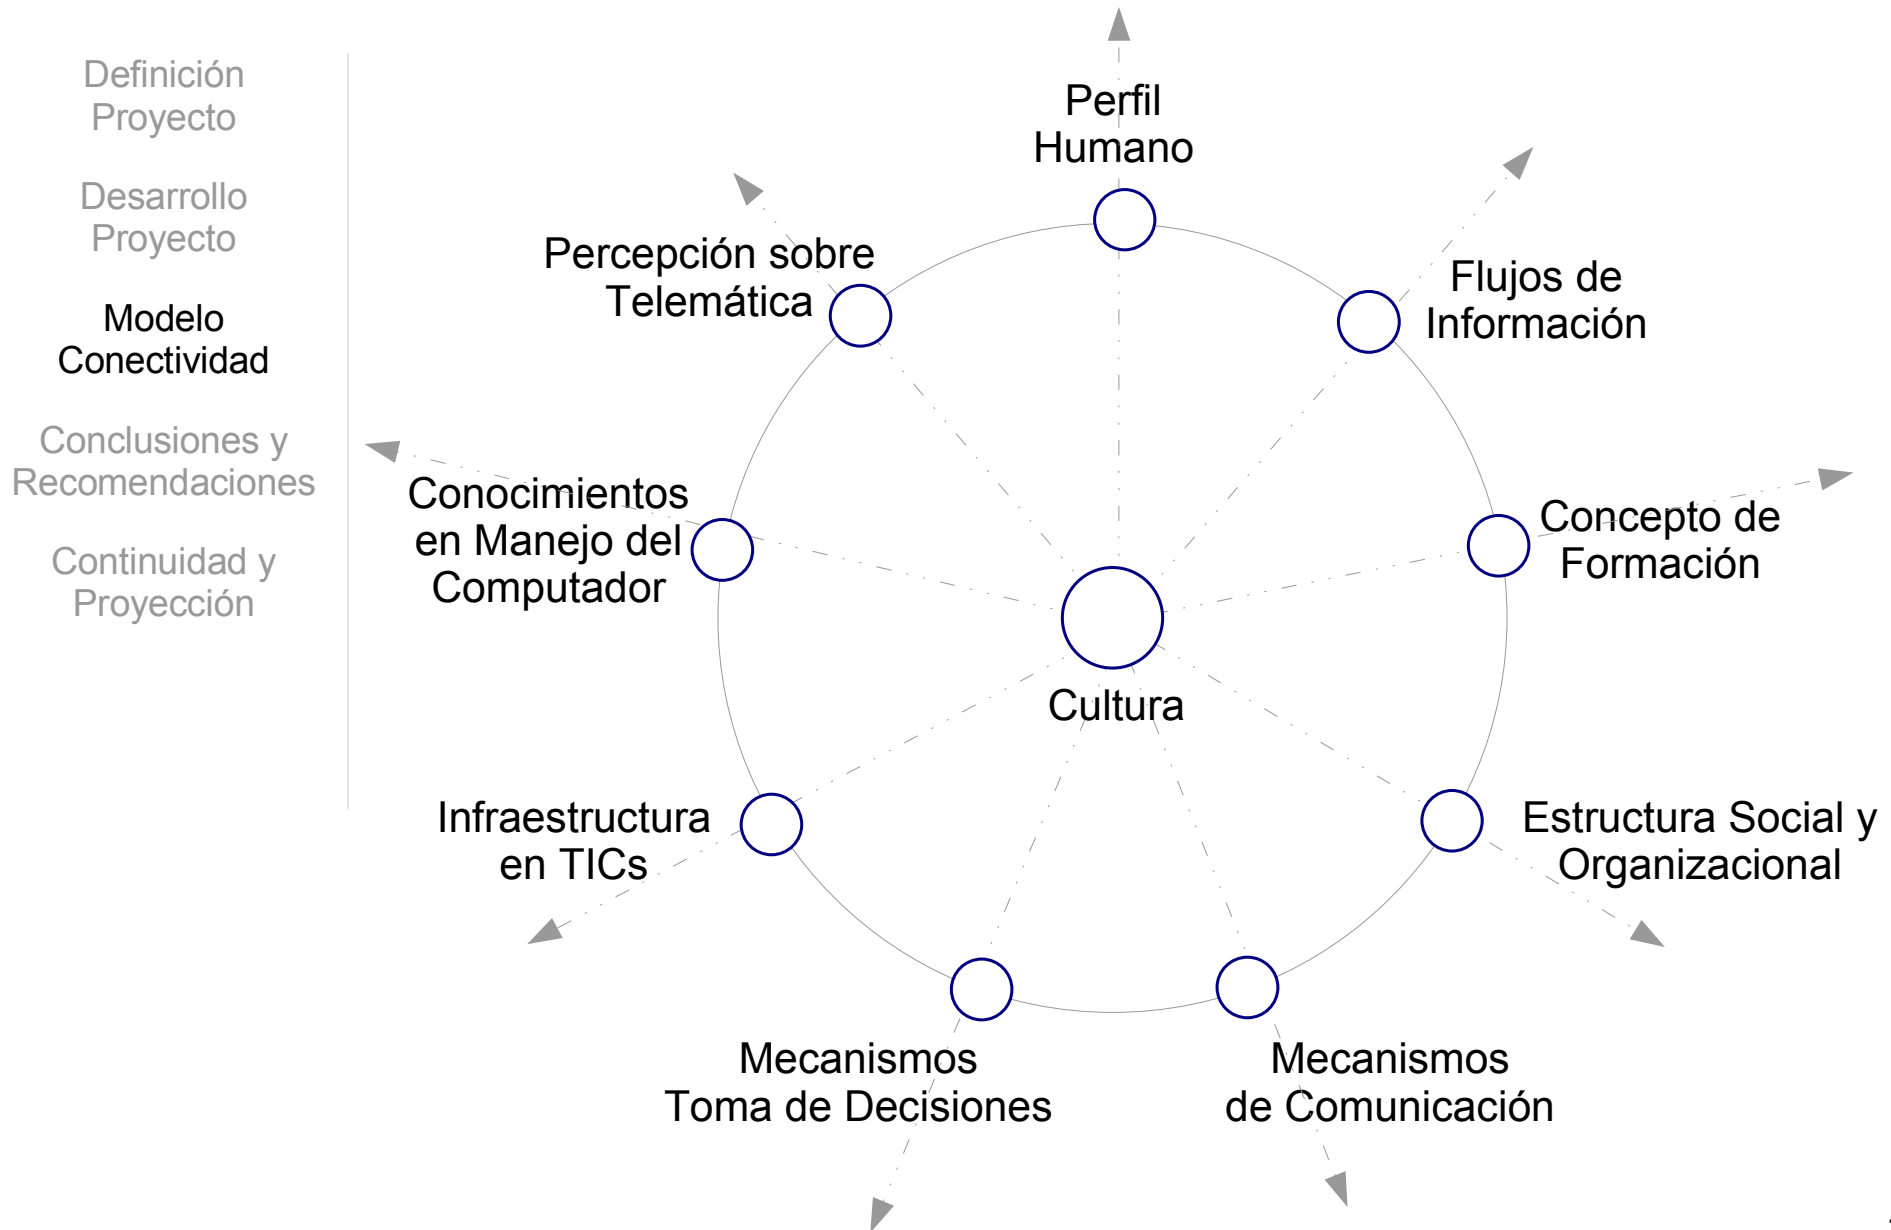 Definición
Proyecto
Desarrollo
Proyecto
Modelo
Conectividad
Conclusiones y
Recomendaciones
Continuidad y
Proyección
Perfil
Humano
Percepción sobre
Telemática
Flujos de
Información
Conocimientos
en Manejo del
Computador
Concepto de
Formación
Cultura
Infraestructura
en TICs
Estructura Social y
Organizacional
Mecanismos
Toma de Decisiones
Mecanismos
de Comunicación